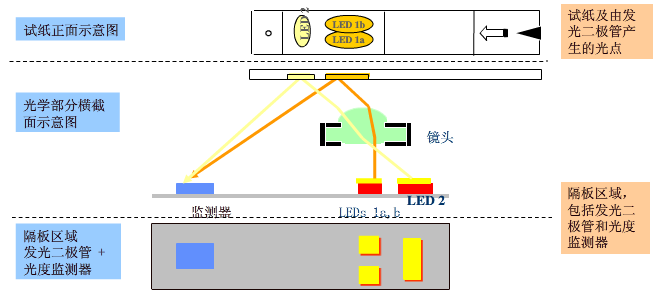 试纸正面示意图
LED 2
LED 1b
LED 1a
试纸及由发
光二极管产
生的光点
光学部分横截
面示意图
镜头
监测器
LEDs 1a, b
LED 2
隔板区域,
包括发光二
极管和光度
监测器
隔板区域
发光二极管 +
光度监测器